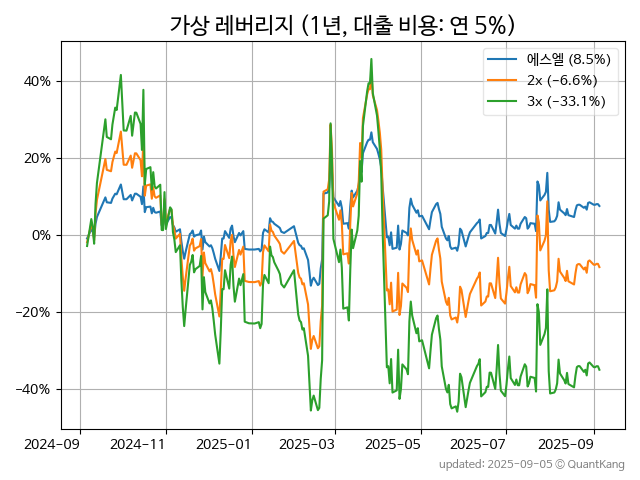 가상 레버리지 (1년, 대출 비용: 연 5%)
에스엘 (8.5%)
2x (−6.6%)
3x (−33.1%)
40%
20%
0%
−20%
−40%
2024-09
2024-11
2025-01
2025-03
2025-05
2025-07
2025-09
updated: 2025-09-05 © QuantKang